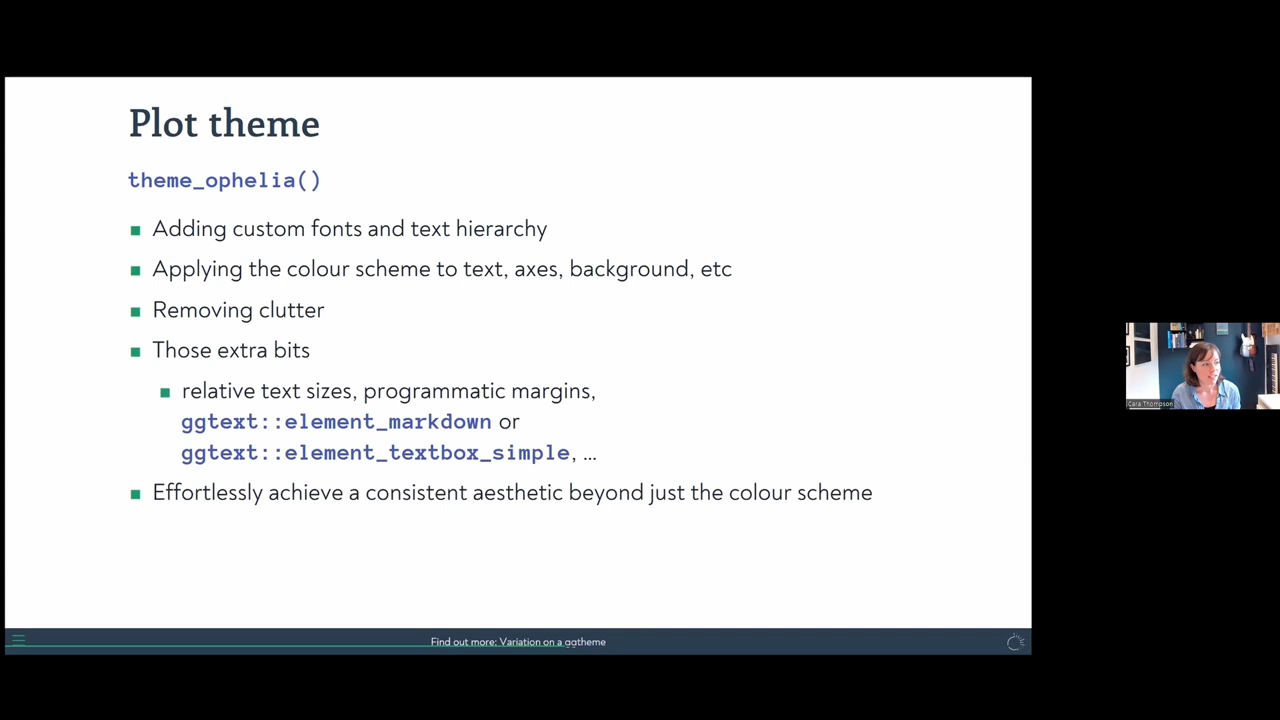 Plot theme
theme_ophelia()
Adding custom fonts and text hierarchy
Applying the colour scheme to text, axes, background, etc
Removing clutter
Those extra bits
relative text sizes, programmatic margins,
ggtext::element_markdown or
ggtext::element_textbox_simple, ...
Effortlessly achieve a consistent aesthetic beyond just the colour scheme
Cara Thompson
Find out more: Variation on a ggtheme